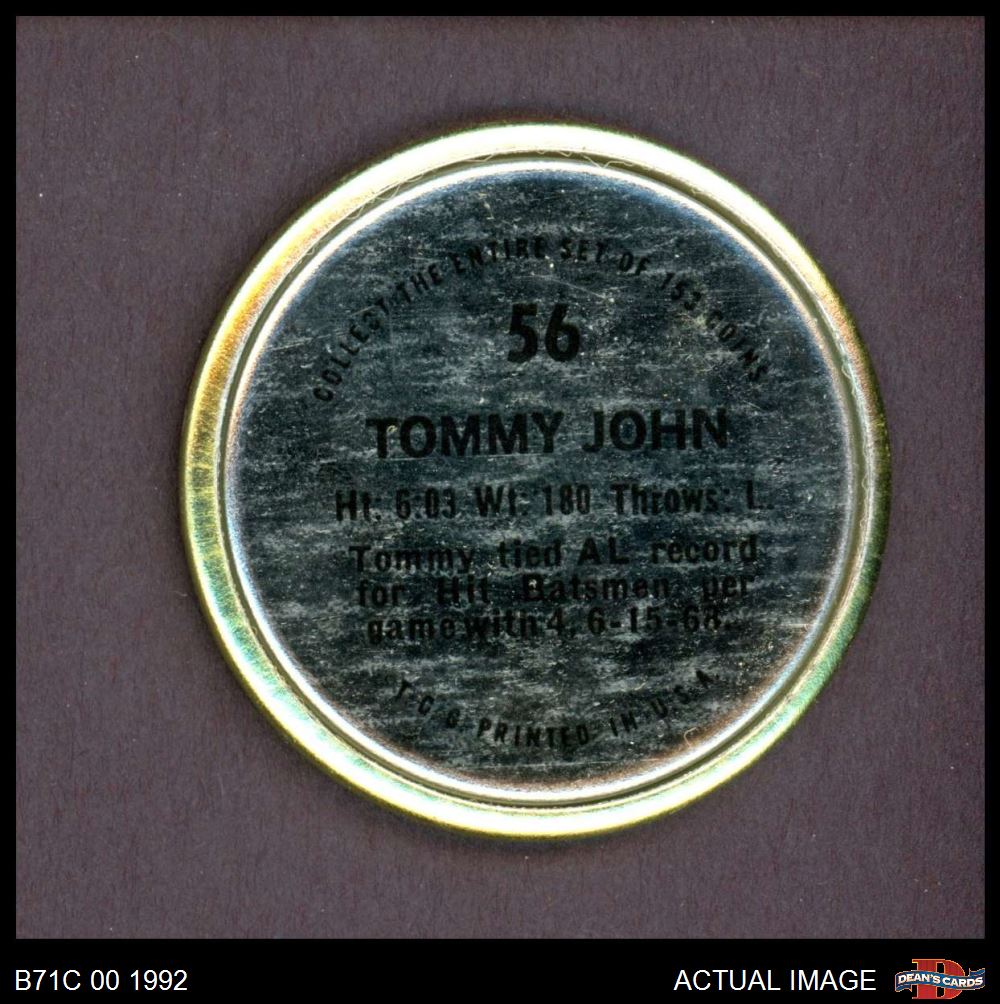 COLLECT THE ENTIRE SET OF 153 COINS
56
TOMMY JOHN
Ht: 6:03 Wt: 180 Throws: L.
Tommy tied AL record
for Hit Batsmen per
game with 4, 6-15-68.
T. C. G. PRINTED IN U.S.A.
B71C 00 1992
ACTUAL IMAGE
DEAN'S CARDS